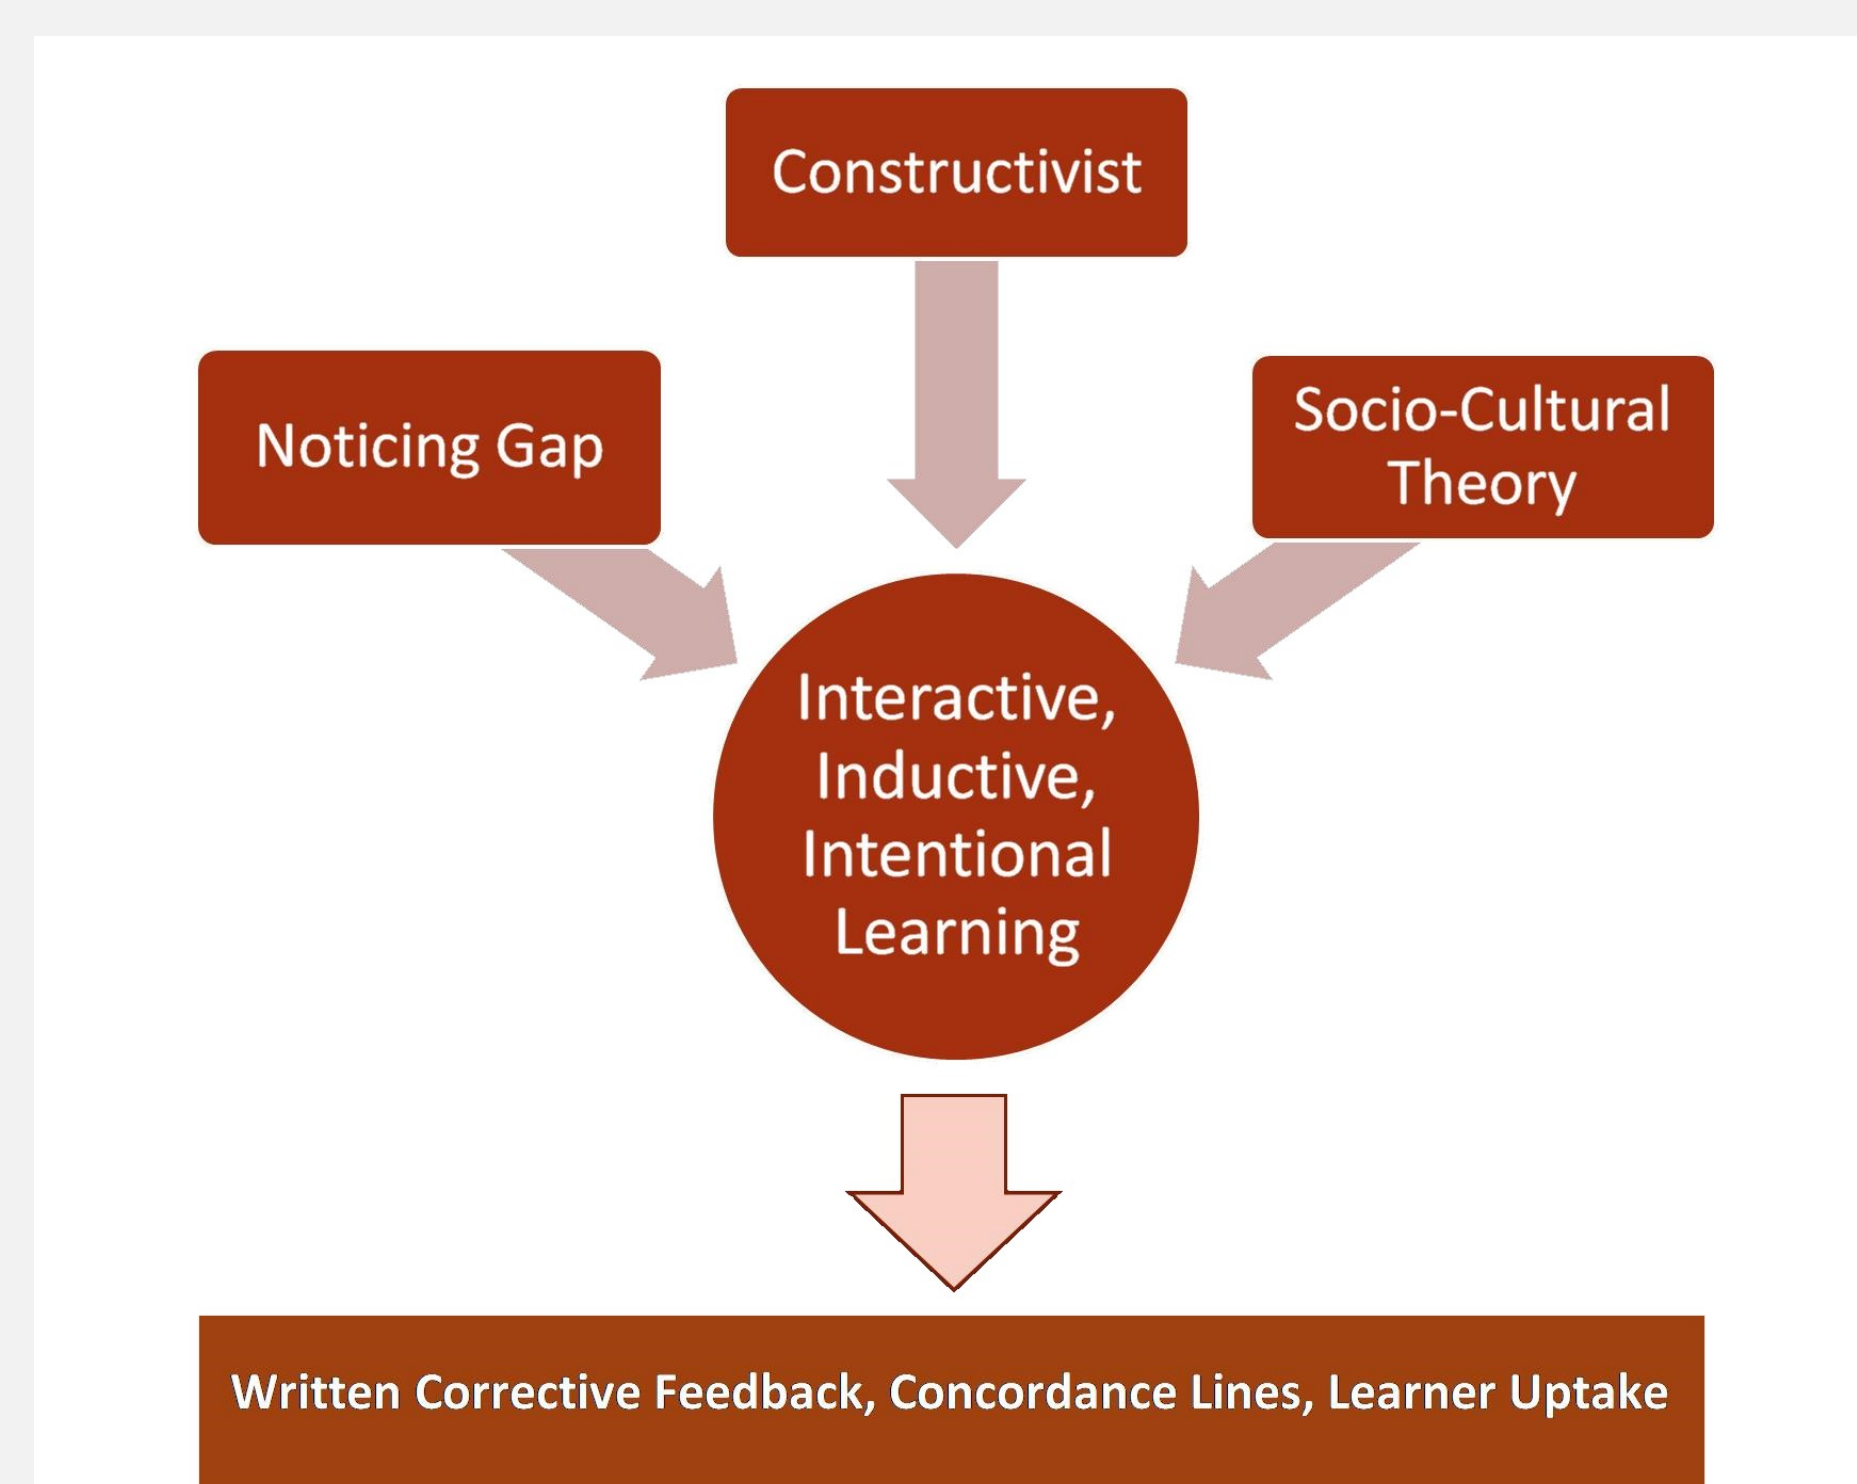 Constructivist
Noticing Gap
Socio-Cultural
Theory
Interactive,
Inductive,
Intentional
Learning
Written Corrective Feedback, Concordance Lines, Learner Uptake